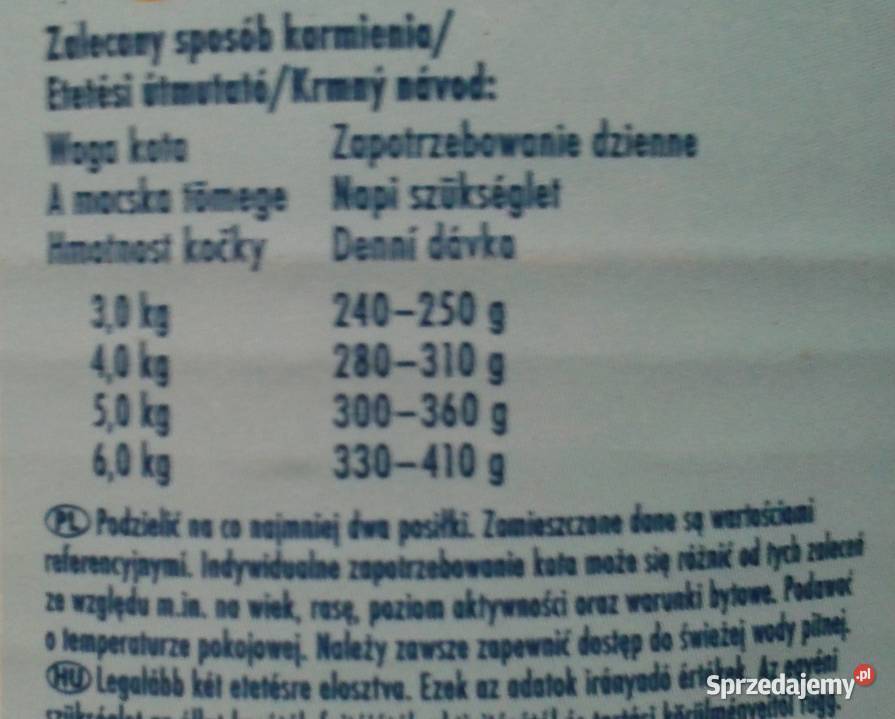 Zalecany sposób karmienia/
Etetési útmutató/Krmný návod:
Waga kota Zapotrzebowanie dzienne
A macska tömege Napi szükséglet
Hmotnost kočky Denní dávka
3,0 kg 240–250 g
4,0 kg 280–310 g
5,0 kg 300–360 g
6,0 kg 330–410 g
PL Podzielić na co najmniej dwa posiłki. Zamieszczone dane są wartościami
referencyjnymi. Indywidualne zapotrzebowanie kota może się różnić od tych zaleceń
ze względu m.in. na wiek, rasę, poziom aktywności oraz warunki bytowe. Podawać
o temperaturze pokojowej. Należy zawsze zapewnić dostęp do świeżej wody pitnej.
HU Legalább két etetésre elosztva. Ezek az adatok irányadó értékek. Az egyéni
Sprzedajemy.pl